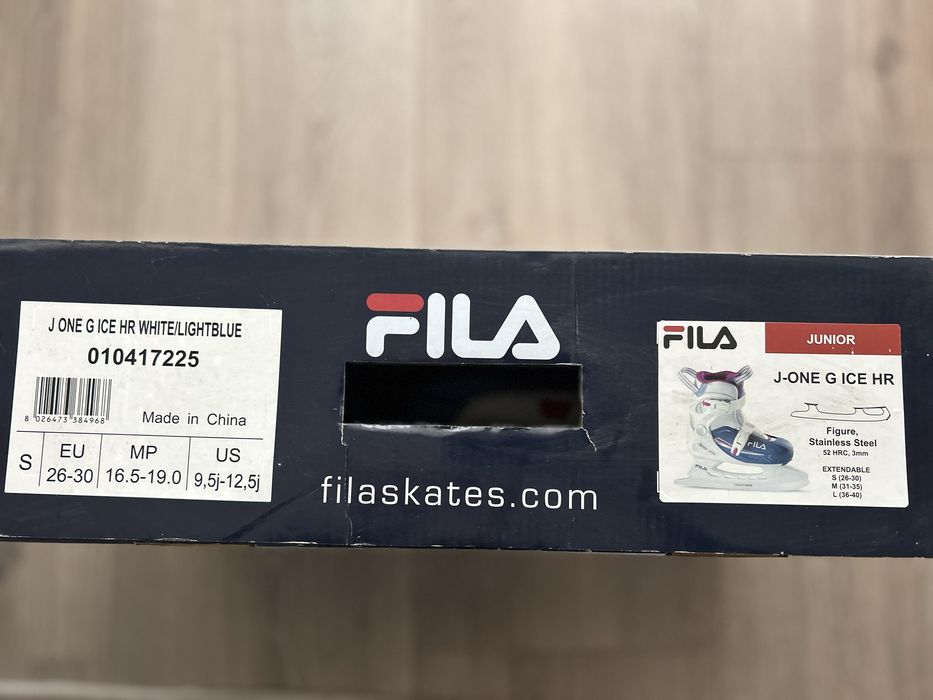 J ONE G ICE HR WHITE/LIGHTBLUE
010417225
8 026473 384968
Made in China
S
EU
26-30
MP
16.5-19.0
US
9,5j-12,5j
FILA
filaskates.com
FILA
JUNIOR
J-ONE G ICE HR
FILA
FILA
Figure,
Stainless Steel
52 HRC, 3mm
EXTENDABLE
S (26-30)
M (31-35)
L (36-40)